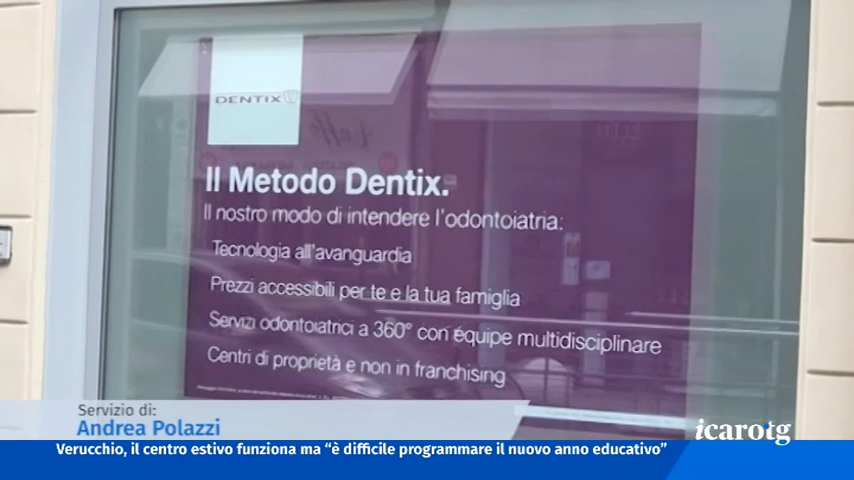 DENTIX
Il Metodo Dentix.
Il nostro modo di intendere l'odontoiatria:
Tecnologia all'avanguardia
Prezzi accessibili per te e la tua famiglia
Servizi odontoiatrici a 360° con équipe multidisciplinare
Centri di proprietà e non in franchising
Servizio di:
Andrea Polazzi
icarotg
Verucchio, il centro estivo funziona ma “è difficile programmare il nuovo anno educativo”